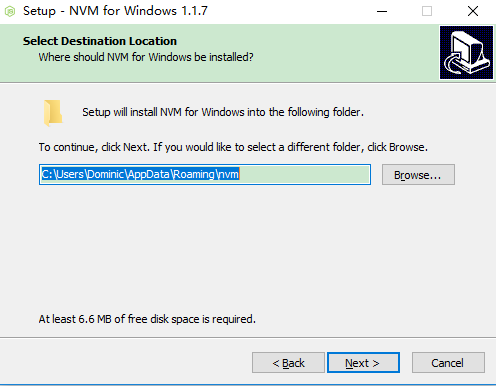 Setup - NVM for Windows 1.1.7
Select Destination Location
Where should NVM for Windows be installed?
Setup will install NVM for Windows into the following folder.
To continue, click Next. If you would like to select a different folder, click Browse.
C:\Users\Dominic\AppData\Roaming\nvm
Browse...
At least 6.6 MB of free disk space is required.
< Back
Next >
Cancel